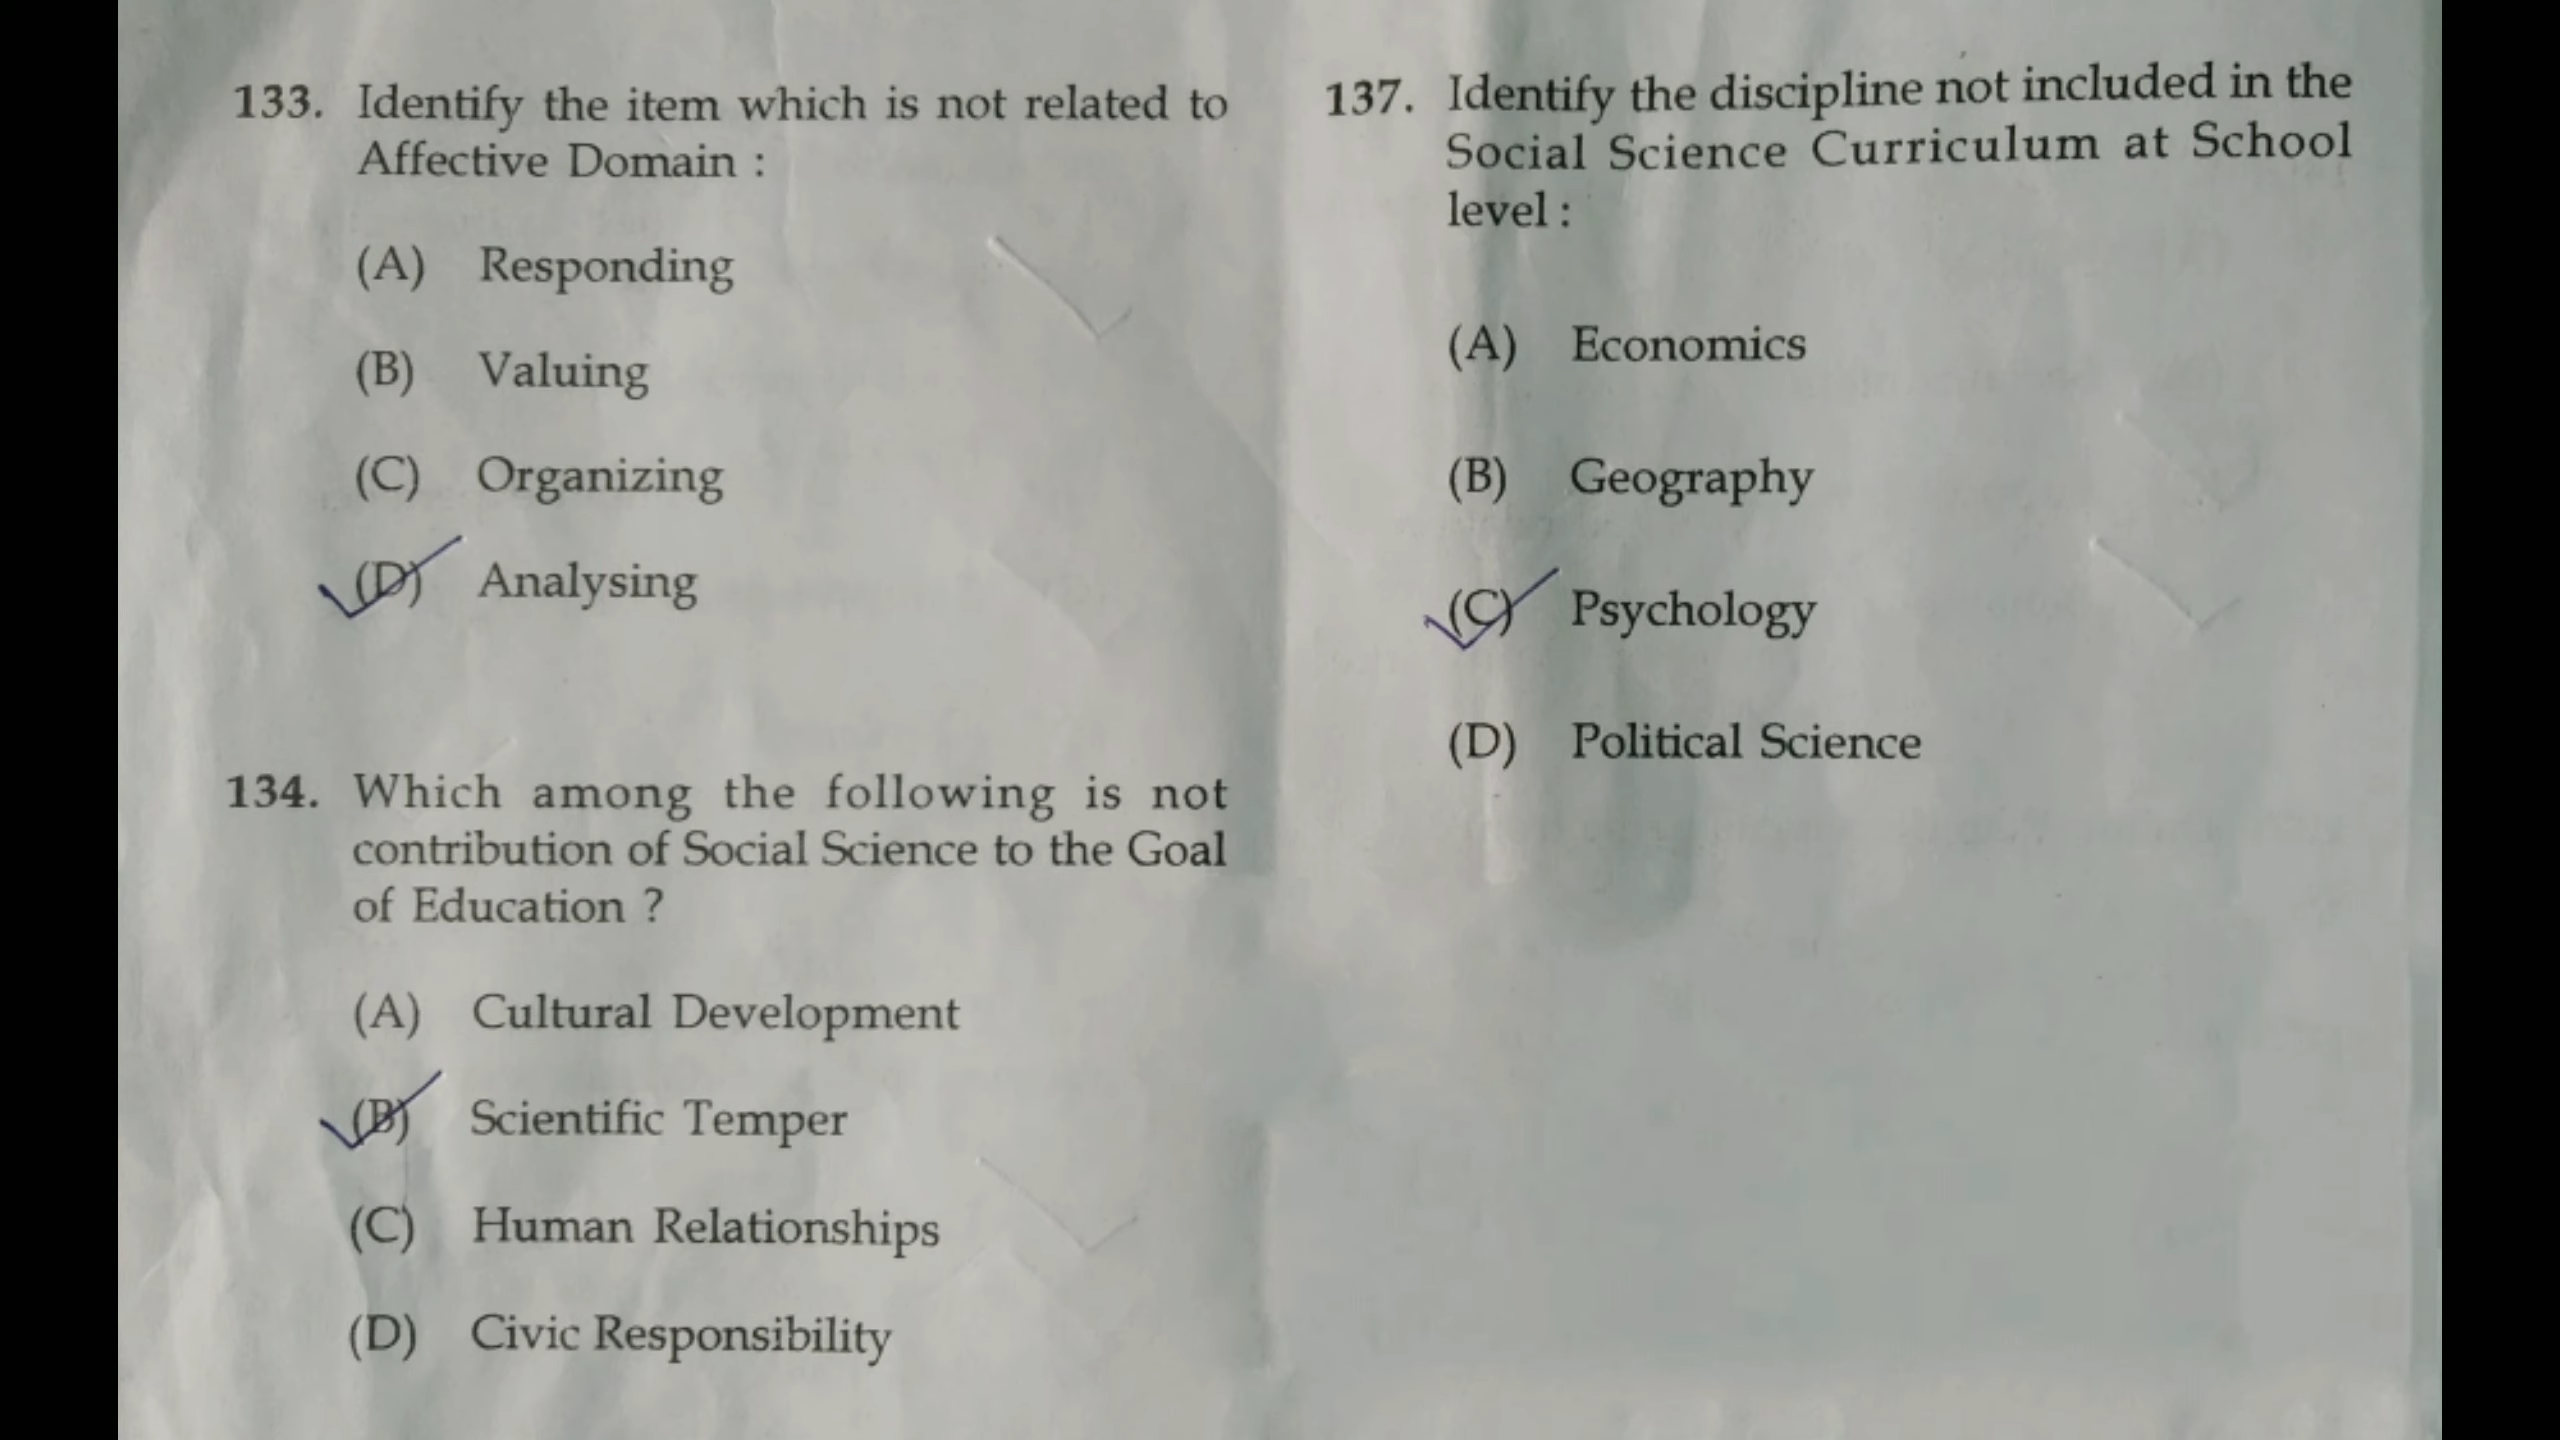 133. Identify the item which is not related to
Affective Domain :
(A) Responding
(B) Valuing
(C) Organizing
(D) Analysing
134. Which among the following is not
contribution of Social Science to the Goal
of Education ?
(A) Cultural Development
(B) Scientific Temper
(C) Human Relationships
(D) Civic Responsibility
137. Identify the discipline not included in the
Social Science Curriculum at School
level :
(A) Economics
(B) Geography
(C) Psychology
(D) Political Science